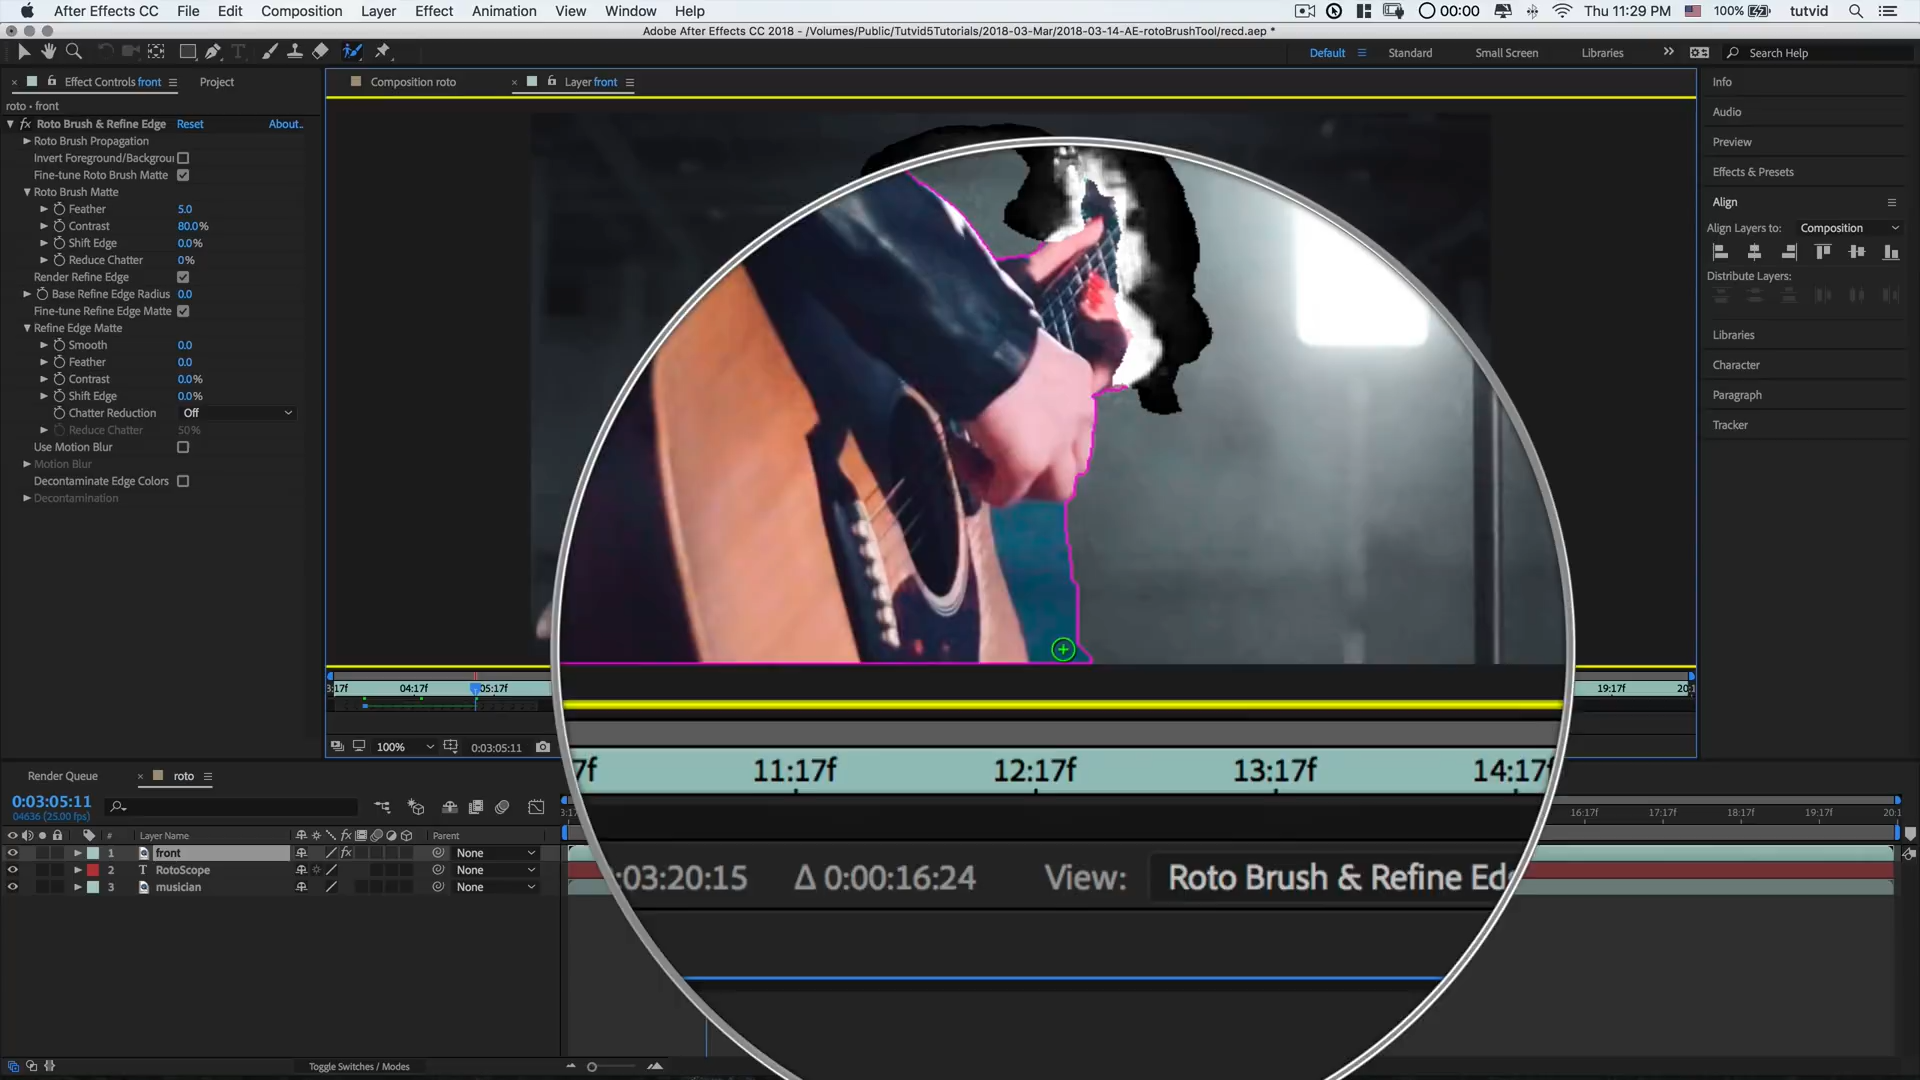 After Effects CC File Edit Composition Layer Effect Animation View Window Help 00:00 Thu 11:29 PM 100% tutvid
Adobe After Effects CC 2018 - /Volumes/Public/Tutvid5Tutorials/2018-03-Mar/2018-03-14-AE-rotoBrushTool/recd.aep *
Default Standard Small Screen Libraries Search Help
Effect Controls front Project
Composition roto Layer front
roto • front
fx Roto Brush & Refine Edge Reset About..
Roto Brush Propagation
Invert Foreground/Backgrour
Fine-tune Roto Brush Matte
Roto Brush Matte
Feather 5.0
Contrast 80.0%
Shift Edge 0.0%
Reduce Chatter 0%
Render Refine Edge
Base Refine Edge Radius 0.0
Fine-tune Refine Edge Matte
Refine Edge Matte
Smooth 0.0
Feather 0.0
Contrast 0.0%
Shift Edge 0.0%
Chatter Reduction Off
Reduce Chatter 50%
Use Motion Blur
Motion Blur
Decontaminate Edge Colors
Decontamination
Info
Audio
Preview
Effects & Presets
Align
Align Layers to: Composition
Distribute Layers:
Libraries
Character
Paragraph
Tracker
3:17f 04:17f 05:17f 19:17f 20:1
100% 0:03:05:11
7f 11:17f 12:17f 13:17f 14:17f
:03:20:15 Δ 0:00:16:24 View: Roto Brush & Refine Ed
Render Queue roto
0:03:05:11
04636 (25.00 fps)
16:17f 17:17f 18:17f 19:17f 20:1
# Layer Name fx Parent
1 front fx None
2 T RotoScope None
3 musician None
Toggle Switches / Modes